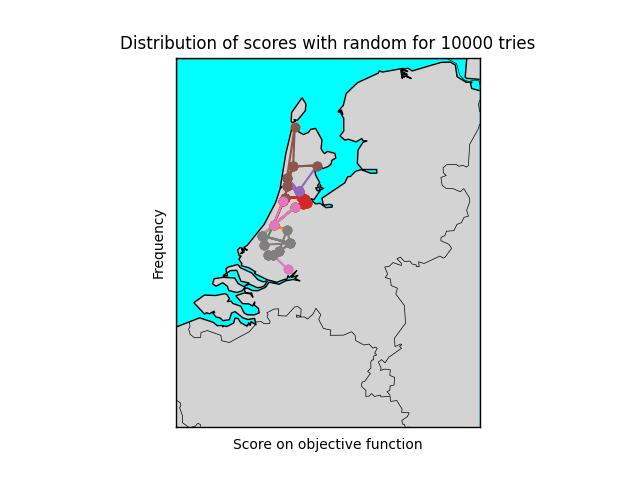 Distribution of scores with random for 10000 tries
Frequency
Score on objective function